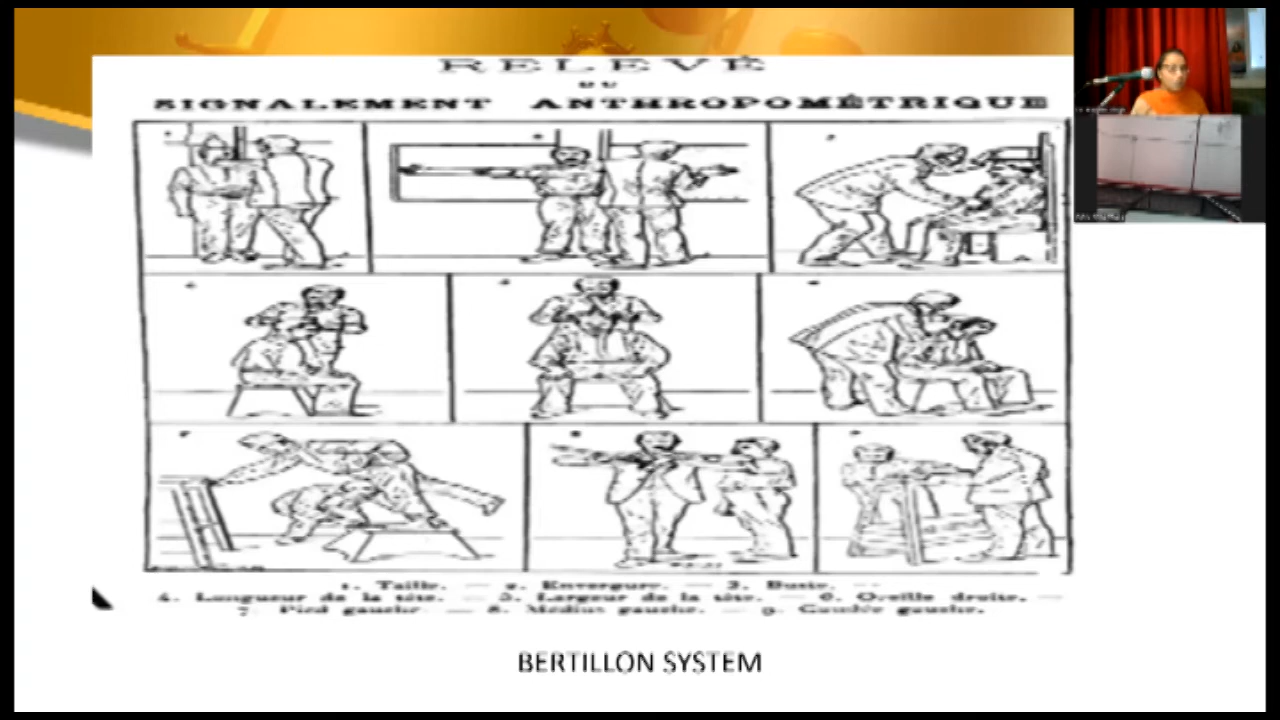 RELEVÉ
DU
SIGNALEMENT ANTHROPOMÉTRIQUE
1. Taille. — 2. Envergure. — 3. Buste. —
4. Longueur de la tête. — 5. Largeur de la tête. — 6. Oreille droite. —
7. Pied gauche. — 8. Médius gauche. — 9. Coudée gauche.
BERTILLON SYSTEM